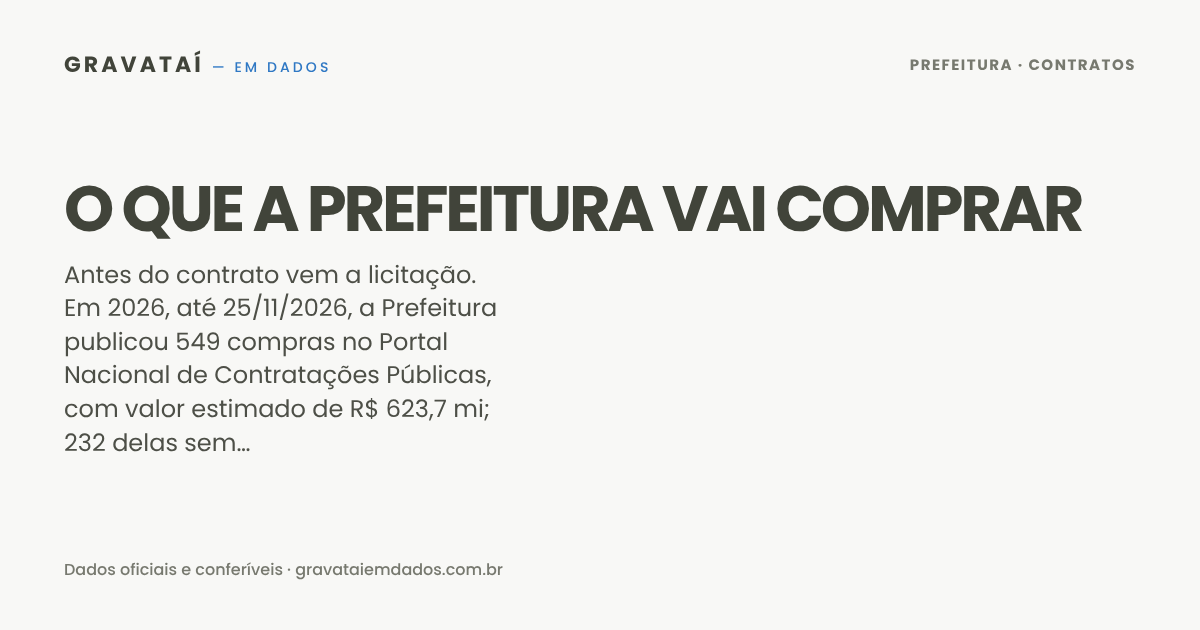 GRAVATAÍ — EM DADOS
PREFEITURA · CONTRATOS
O QUE A PREFEITURA VAI COMPRAR
Antes do contrato vem a licitação.
Em 2026, até 25/11/2026, a Prefeitura
publicou 549 compras no Portal
Nacional de Contratações Públicas,
com valor estimado de R$ 623,7 mi;
232 delas sem…
Dados oficiais e conferíveis · gravataiemdados.com.br